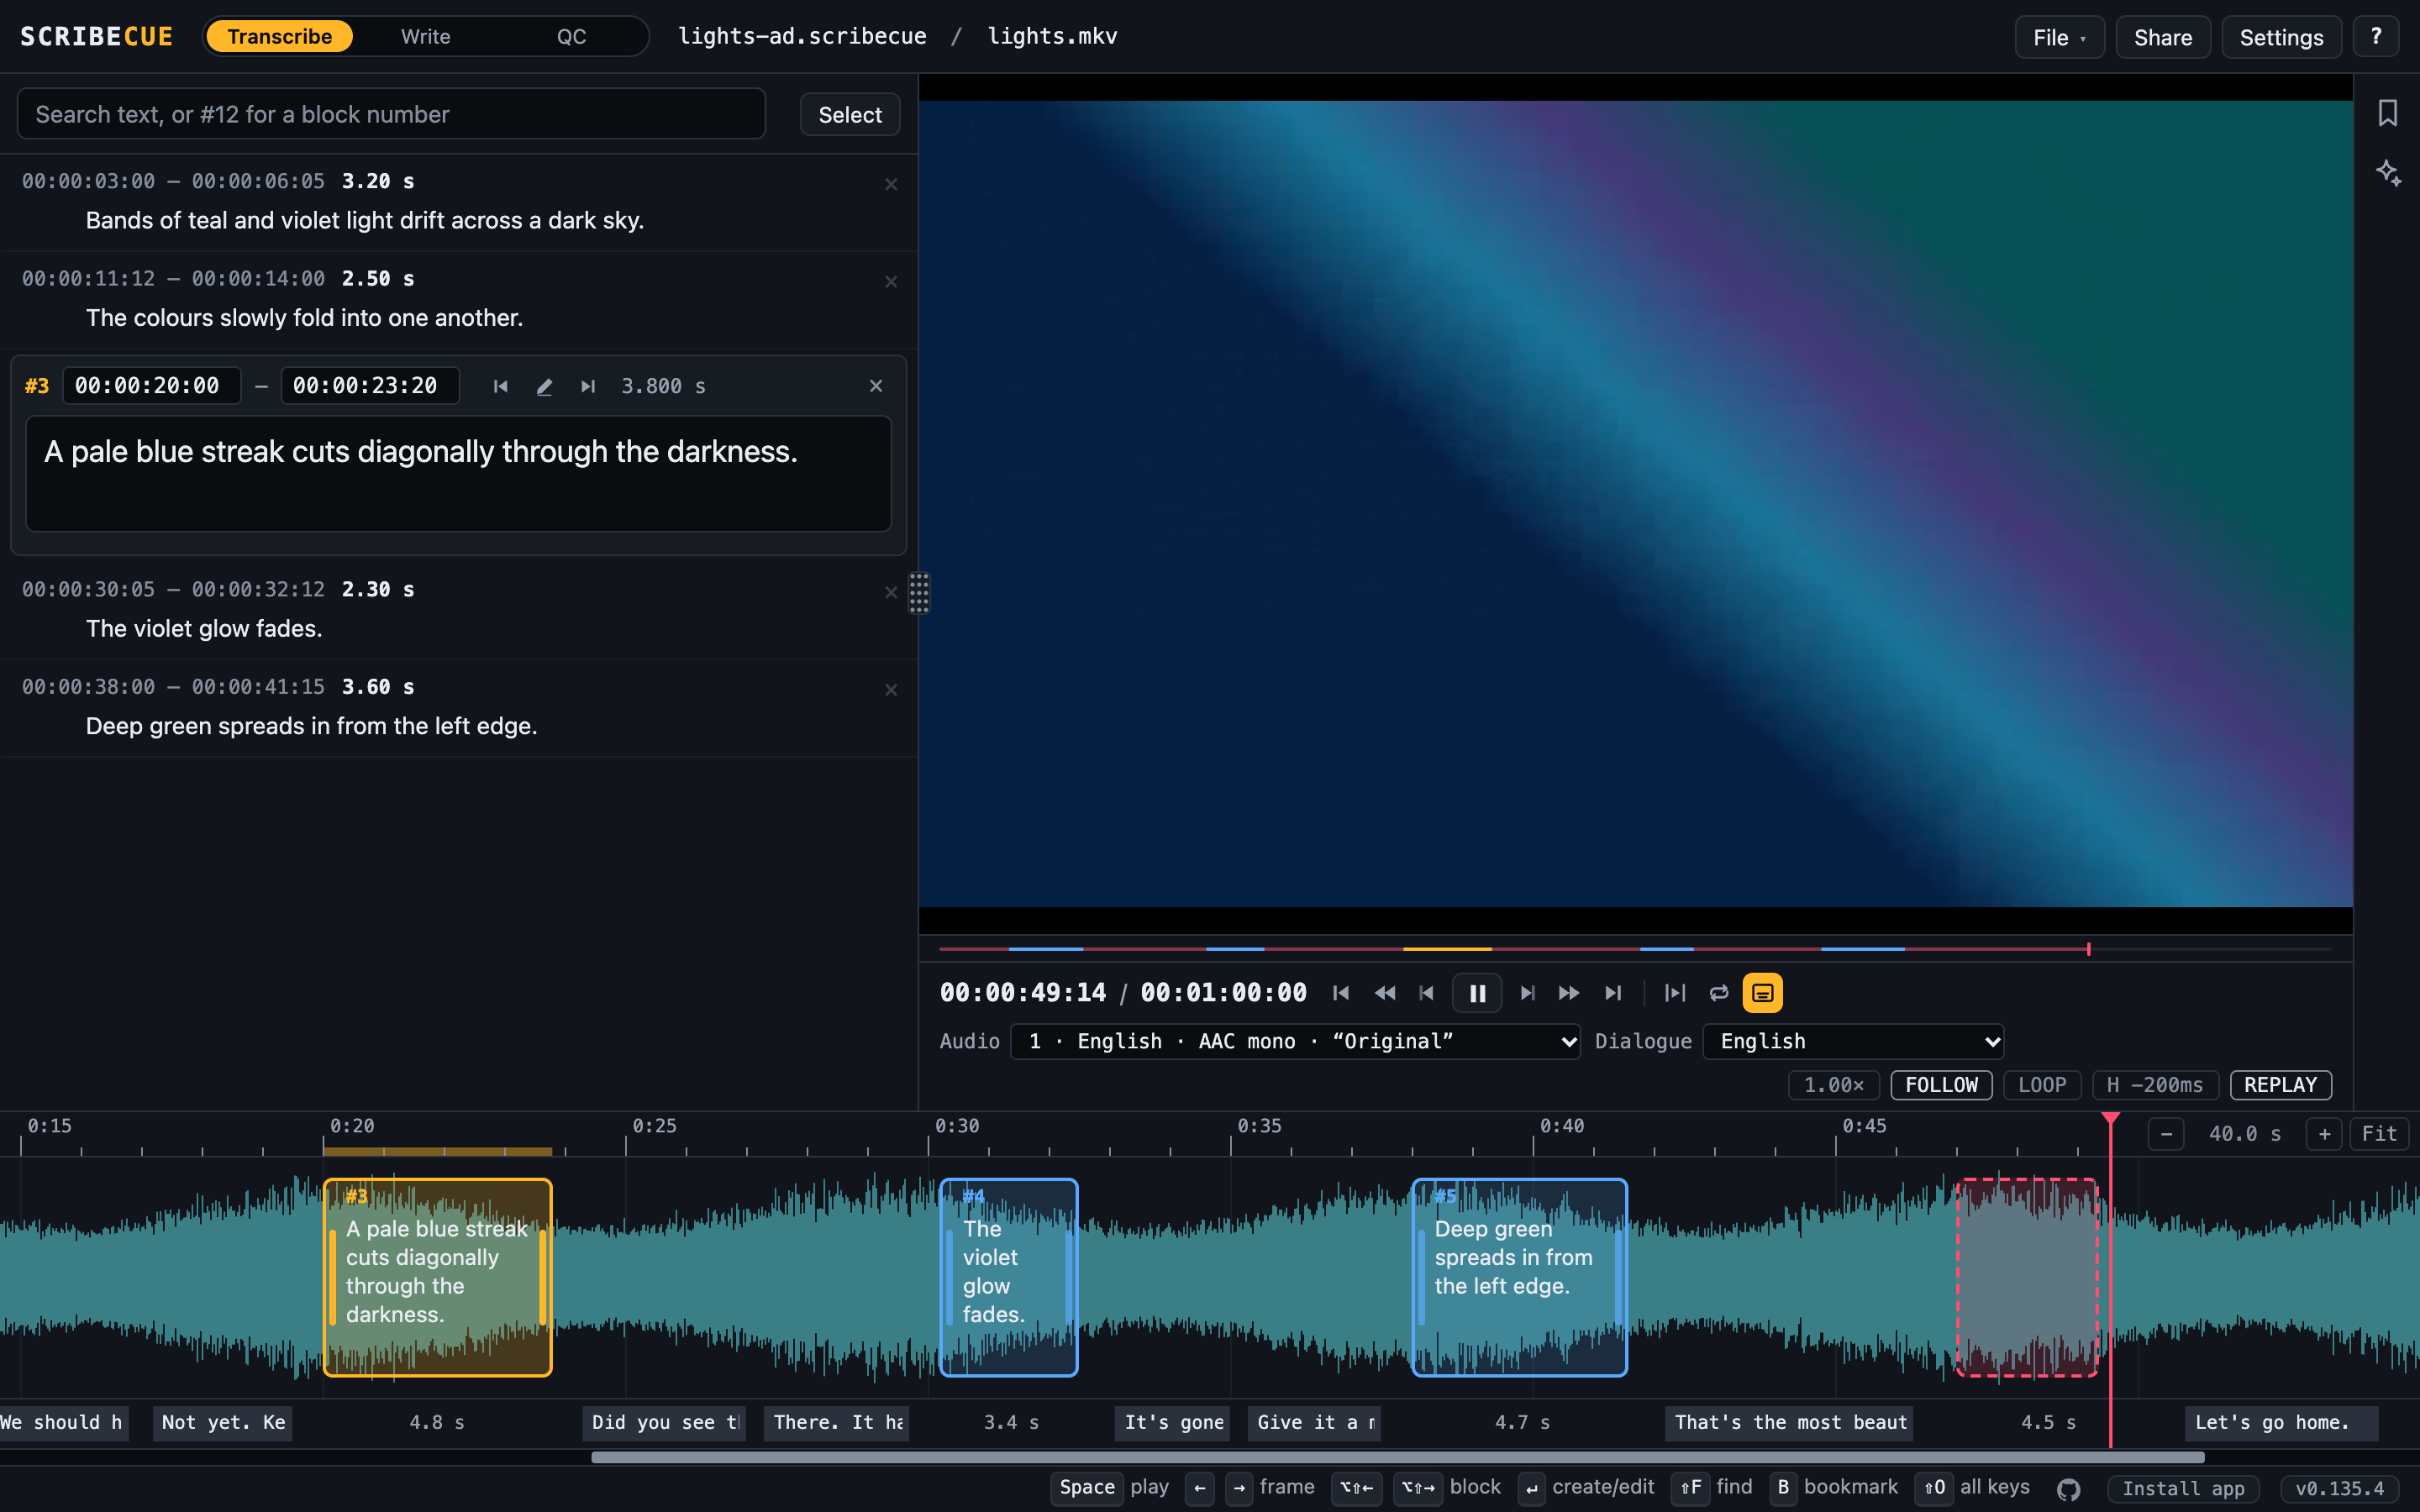 SCRIBECUE Transcribe Write QC lights-ad.scribecue / lights.mkv File ▾ Share Settings ?
Search text, or #12 for a block number Select
00:00:03:00 — 00:00:06:05 3.20 s ×
Bands of teal and violet light drift across a dark sky.
00:00:11:12 — 00:00:14:00 2.50 s ×
The colours slowly fold into one another.
#3 00:00:20:00 — 00:00:23:20 3.800 s ×
A pale blue streak cuts diagonally through the darkness.
00:00:30:05 — 00:00:32:12 2.30 s ×
The violet glow fades.
00:00:38:00 — 00:00:41:15 3.60 s ×
Deep green spreads in from the left edge.
00:00:49:14 / 00:01:00:00
Audio 1 · English · AAC mono · “Original” Dialogue English
1.00× FOLLOW LOOP H −200ms REPLAY
0:15 0:20 0:25 0:30 0:35 0:40 0:45 − 40.0 s + Fit
#3
A pale blue streak
cuts diagonally
through the
darkness.
#4
The
violet
glow
fades.
#5
Deep green
spreads in from
the left edge.
We should h Not yet. Ke 4.8 s Did you see t There. It ha 3.4 s It's gone Give it a 4.7 s That's the most beaut 4.5 s Let's go home.
Space play ← → frame ⌥⇧← ⌥⇧→ block ↵ create/edit ⇧F find B bookmark ⇧O all keys Install app v0.135.4